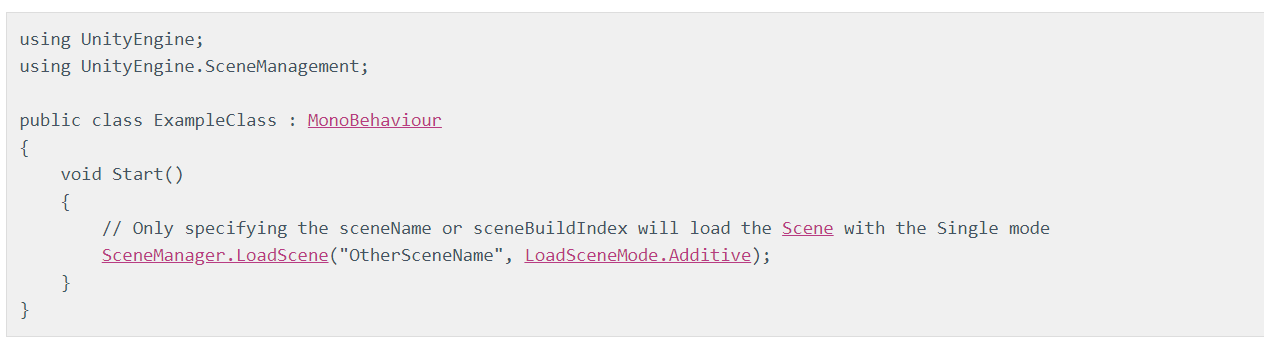 using UnityEngine;
using UnityEngine.SceneManagement;

public class ExampleClass : MonoBehaviour
{
    void Start()
    {
        // Only specifying the sceneName or sceneBuildIndex will load the Scene with the Single mode
        SceneManager.LoadScene("OtherSceneName", LoadSceneMode.Additive);
    }
}